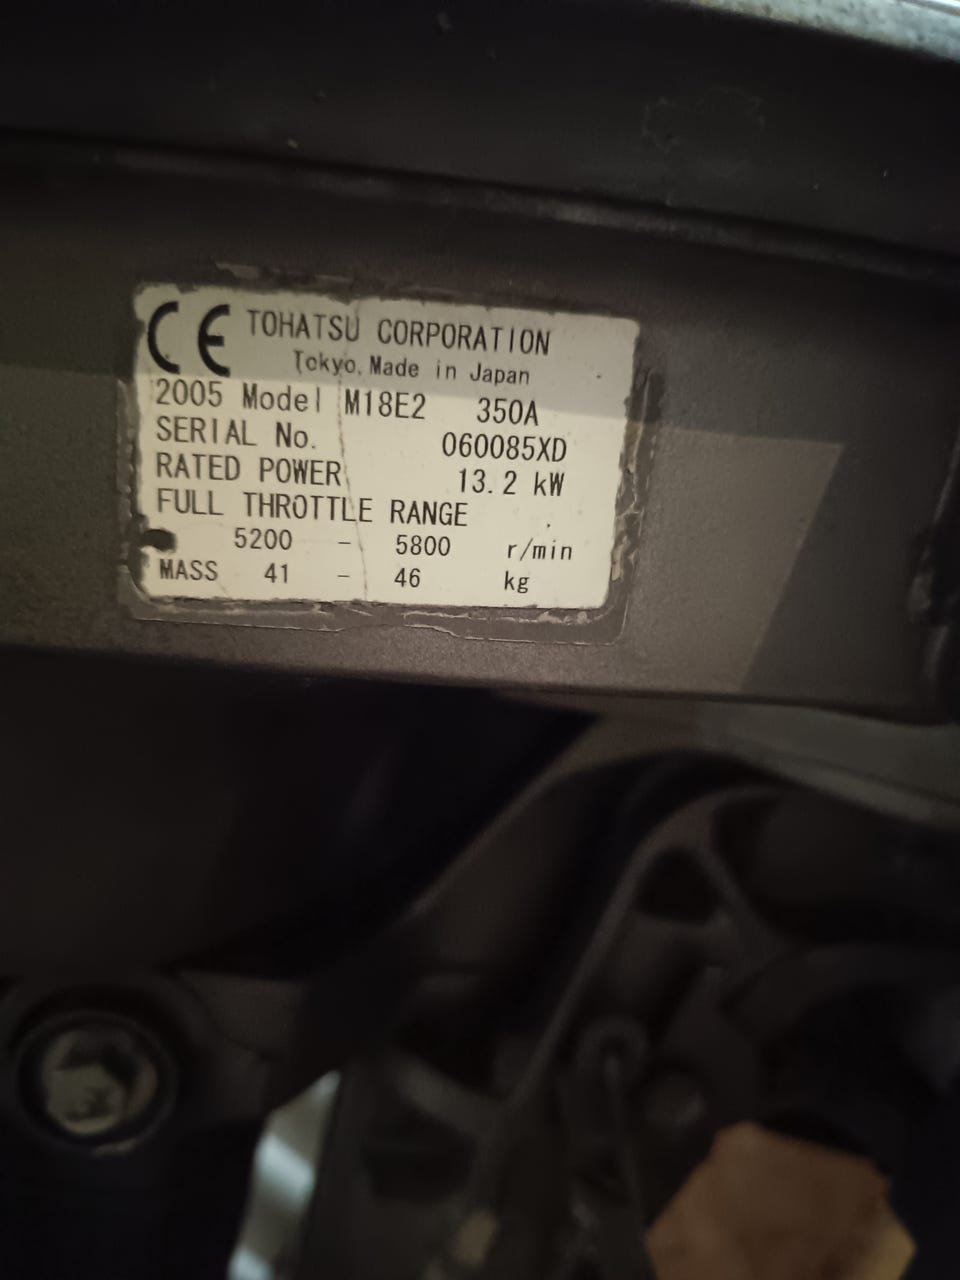 CE TOHATSU CORPORATION
Tokyo. Made in Japan
2005 Model M18E2 350A
SERIAL No. 060085XD
RATED POWER 13.2 kW
FULL THROTTLE RANGE
5200 - 5800 r/min
MASS 41 - 46 kg